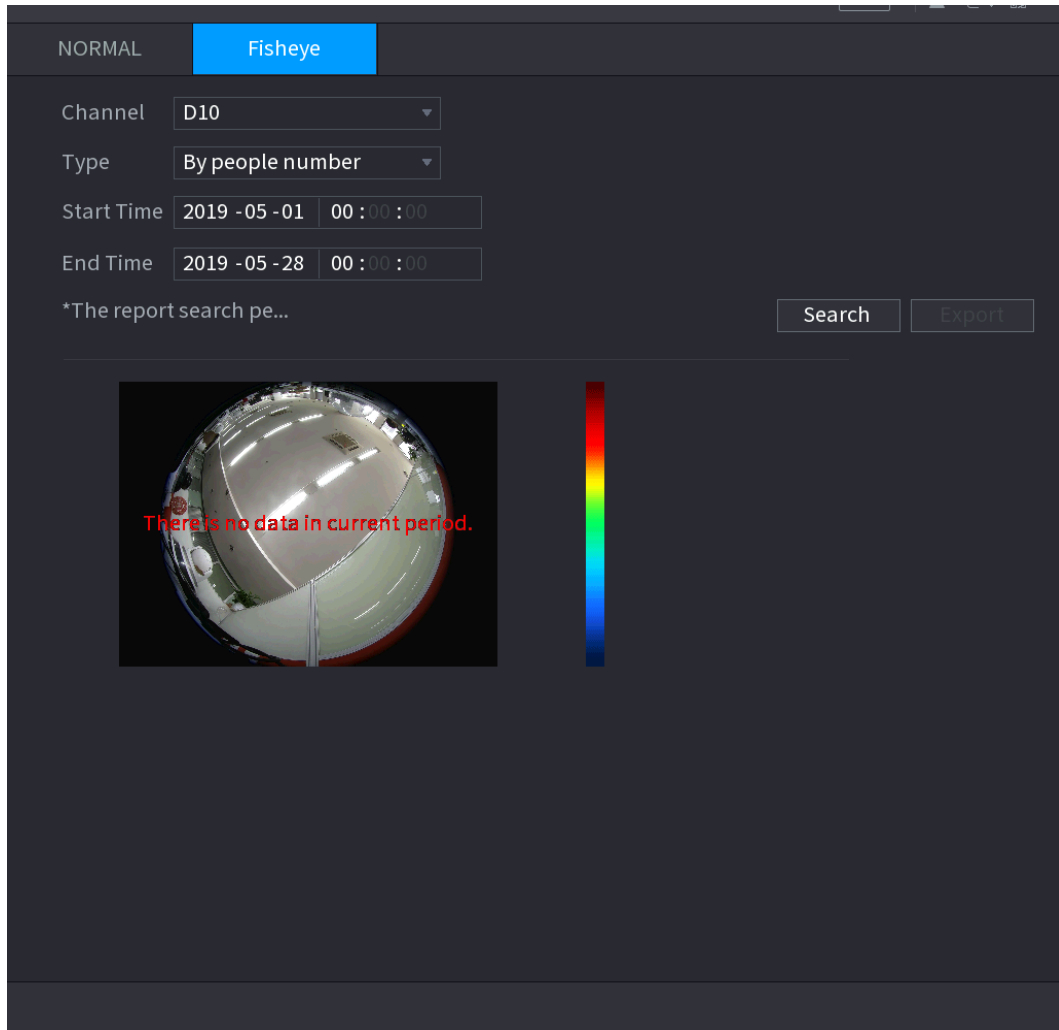 NORMAL Fisheye
Channel D10
Type By people number
Start Time 2019 -05 -01 00 : 00 : 00
End Time 2019 -05 -28 00 : 00 : 00
*The report search pe...
Search Export
There is no data in current period.